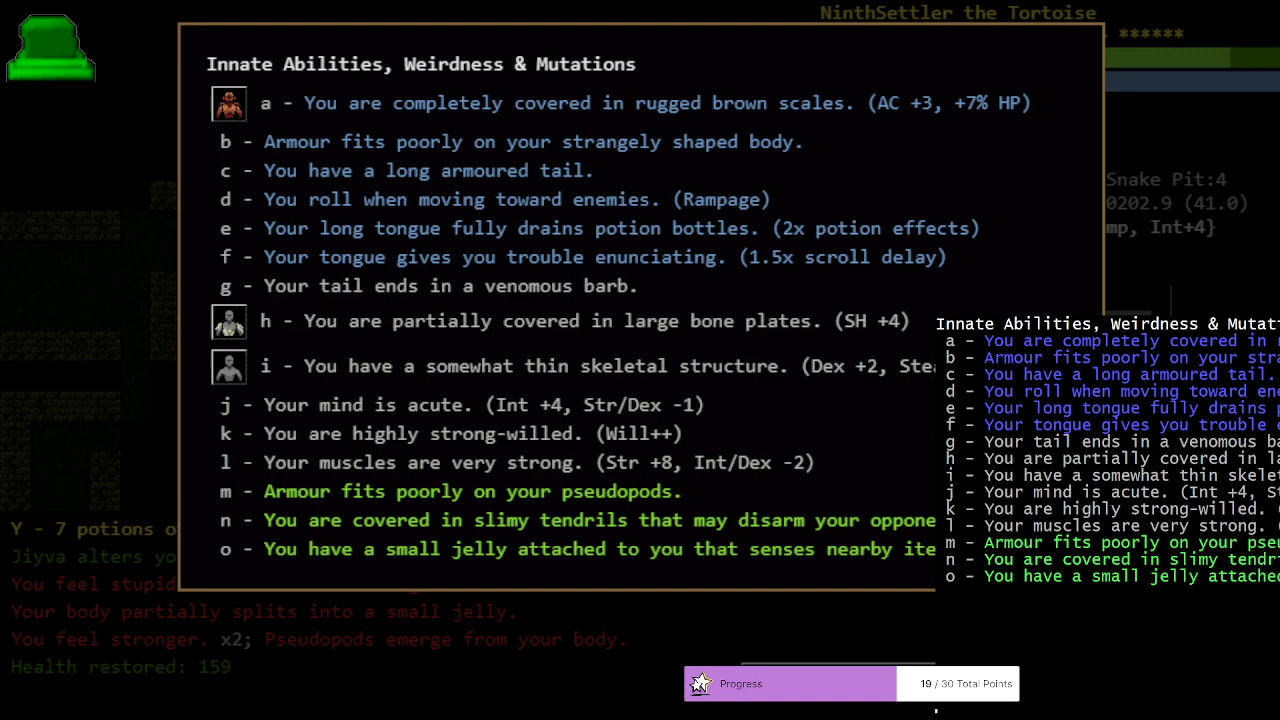 NinthSettler the Tortoise
. ******
Innate Abilities, Weirdness & Mutations
a - You are completely covered in rugged brown scales. (AC +3, +7% HP)
b - Armour fits poorly on your strangely shaped body.
c - You have a long armoured tail.
d - You roll when moving toward enemies. (Rampage)
e - Your long tongue fully drains potion bottles. (2x potion effects)
f - Your tongue gives you trouble enunciating. (1.5x scroll delay)
g - Your tail ends in a venomous barb.
h - You are partially covered in large bone plates. (SH +4)
i - You have a somewhat thin skeletal structure. (Dex +2, Stea
j - Your mind is acute. (Int +4, Str/Dex -1)
k - You are highly strong-willed. (Will++)
l - Your muscles are very strong. (Str +8, Int/Dex -2)
m - Armour fits poorly on your pseudopods.
n - You are covered in slimy tendrils that may disarm your oppone
o - You have a small jelly attached to you that senses nearby ite
Snake Pit:4
0202.9 (41.0)
mp, Int+4}
Innate Abilities, Weirdness & Mutat
a - You are completely covered in r
b - Armour fits poorly on your stra
c - You have a long armoured tail.
d - You roll when moving toward ene
e - Your long tongue fully drains p
f - Your tongue gives you trouble e
g - Your tail ends in a venomous ba
h - You are partially covered in la
i - You have a somewhat thin skelet
j - Your mind is acute. (Int +4, St
k - You are highly strong-willed. (
l - Your muscles are very strong. (
m - Armour fits poorly on your pseu
n - You are covered in slimy tendri
o - You have a small jelly attached
Y - 7 potions o
Jiyva alters yo
You feel stupid
Your body partially splits into a small jelly.
You feel stronger. x2; Pseudopods emerge from your body.
Health restored: 159
Progress
19 / 30 Total Points